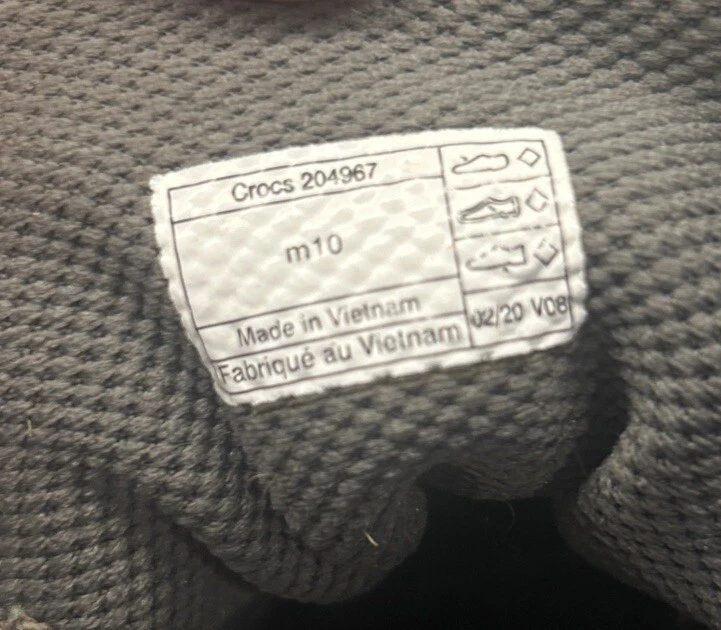 Crocs 204967
m10
Made in Vietnam
Fabriqué au Vietnam
02/20 V08